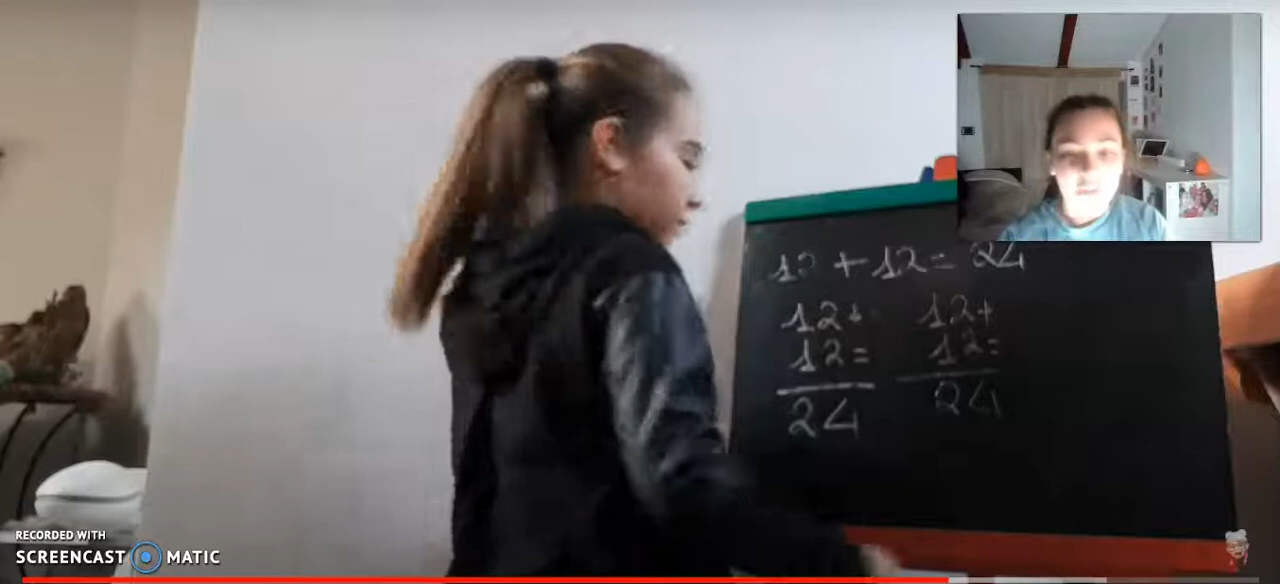 12 + 12 = 24
12+ 12+
12= 12=
24 24
RECORDED WITH
SCREENCAST MATIC